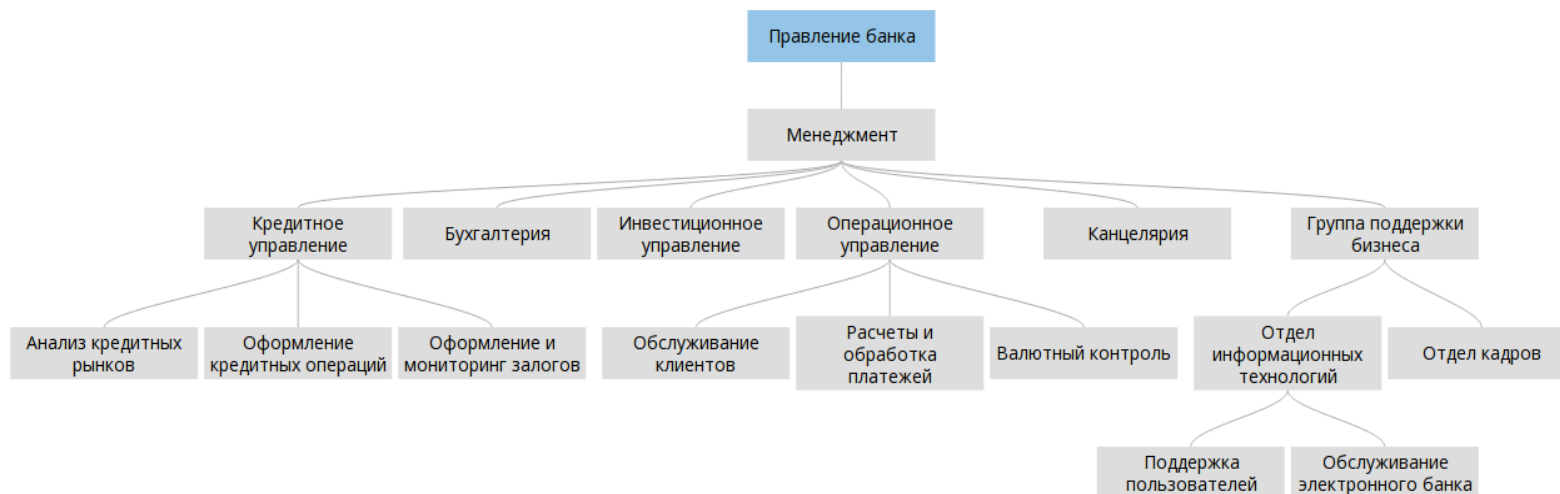 Правление банка
Менеджмент
Кредитное
управление
Бухгалтерия
Инвестиционное
управление
Операционное
управление
Канцелярия
Группа поддержки
бизнеса
Анализ кредитных
рынков
Оформление
кредитных операций
Оформление и
мониторинг залогов
Обслуживание
клиентов
Расчеты и
обработка
платежей
Валютный контроль
Отдел
информационных
технологий
Отдел кадров
Поддержка
пользователей
Обслуживание
электронного банка